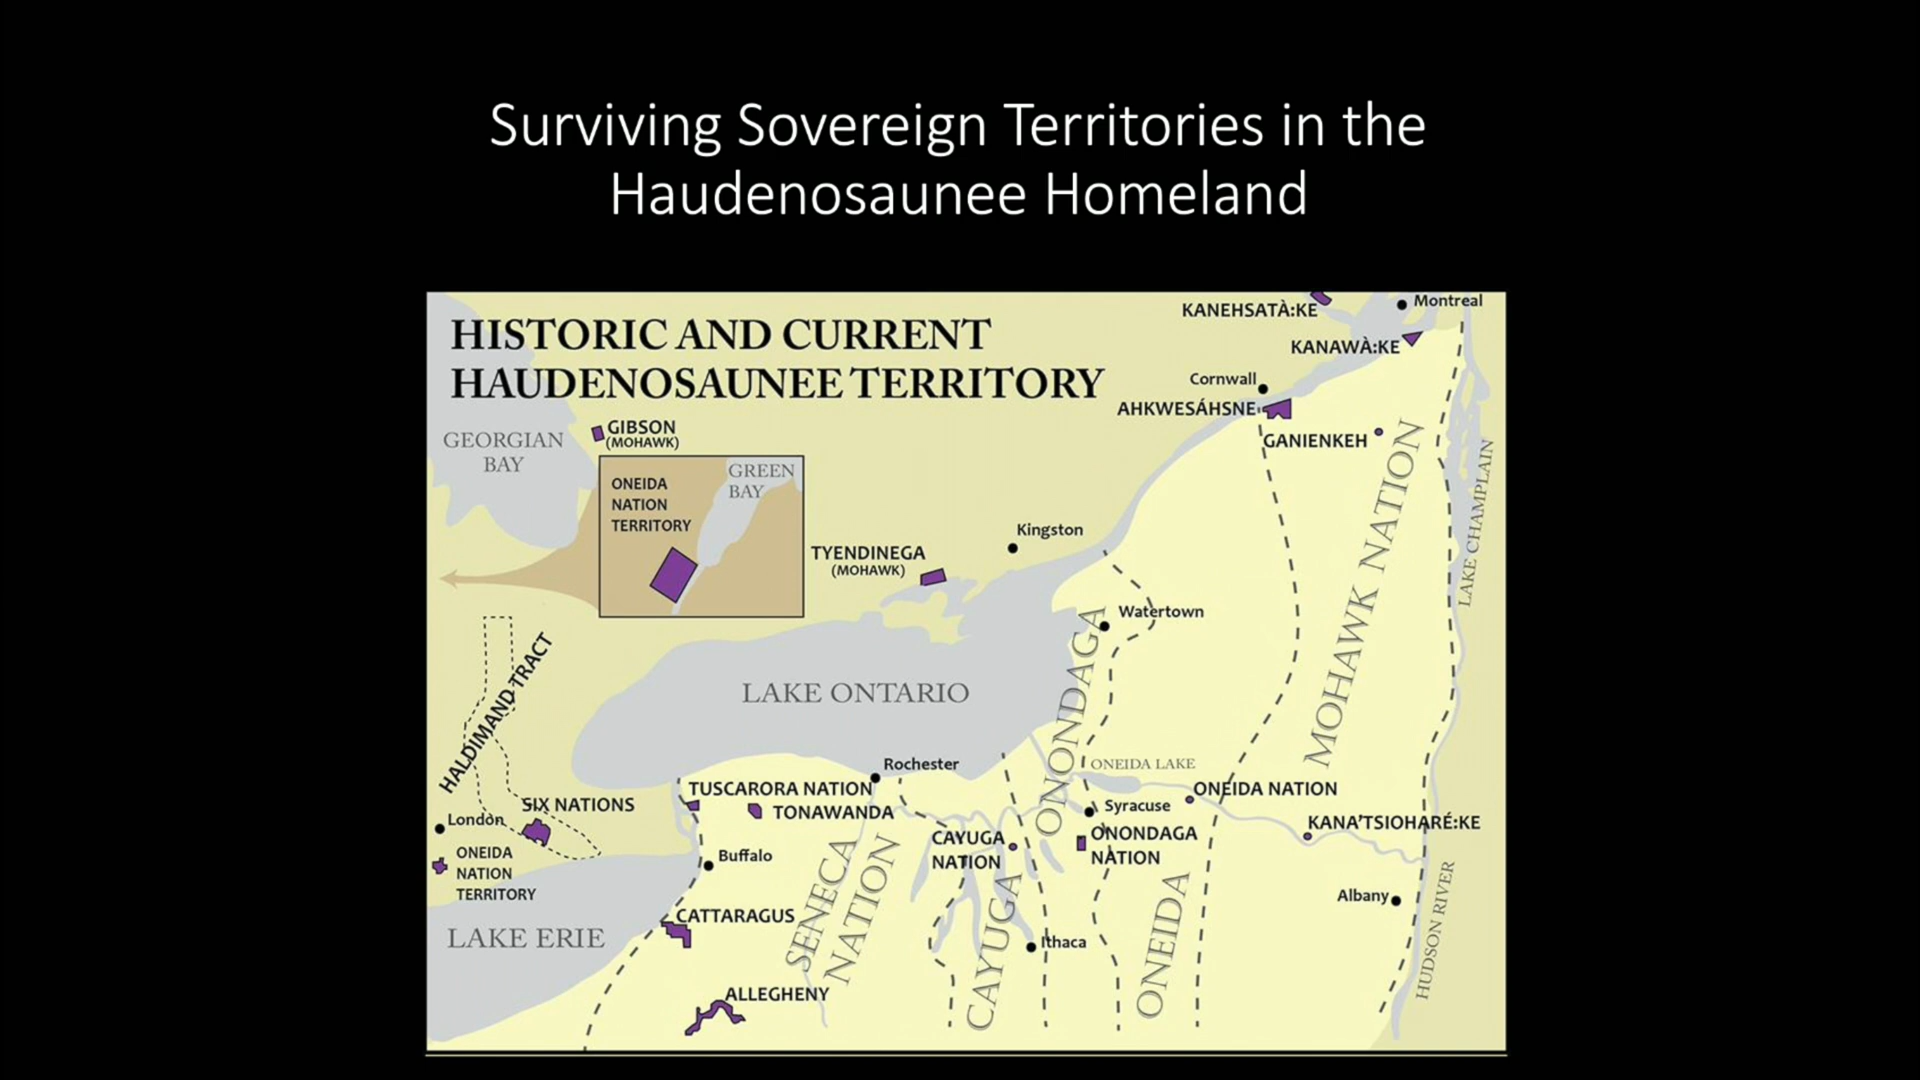 Surviving Sovereign Territories in the
Haudenosaunee Homeland
HISTORIC AND CURRENT
HAUDENOSAUNEE TERRITORY
KANEHSATÀ:KE
Montreal
KANAWÀ:KE
Cornwall
AHKWESÁHSNE
GANIENKEH
GEORGIAN
BAY
GIBSON
(MOHAWK)
ONEIDA
NATION
TERRITORY
GREEN
BAY
TYENDINEGA
(MOHAWK)
Kingston
Watertown
MOHAWK NATION
LAKE CHAMPLAIN
HALDIMAND TRACT
LAKE ONTARIO
ONONDAGA
Rochester
ONEIDA LAKE
TUSCARORA NATION
TONAWANDA
SIX NATIONS
London
ONEIDA
NATION
TERRITORY
Syracuse
ONEIDA NATION
KANA'TSIOHARÉ:KE
CAYUGA
NATION
ONONDAGA
NATION
Buffalo
SENECA
NATION
CATTARAGUS
LAKE ERIE
ALLEGHENY
CAYUGA
Ithaca
ONEIDA
Albany
HUDSON RIVER